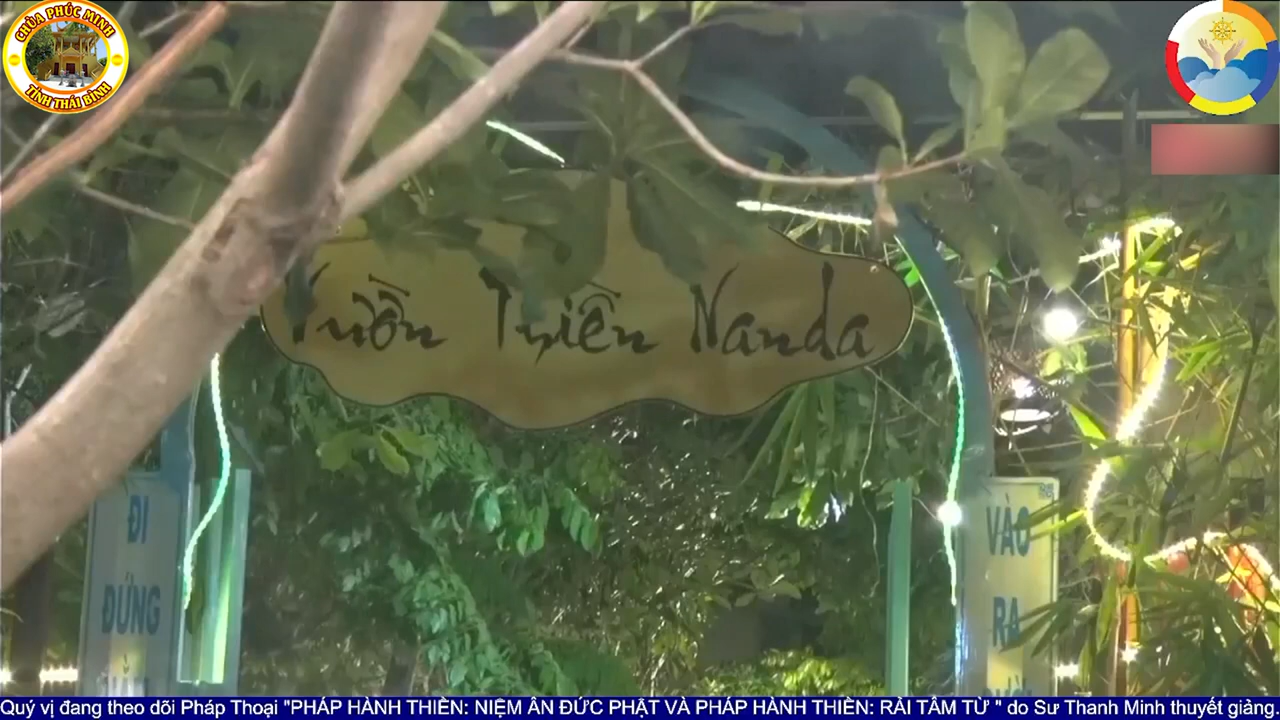 CHÙA PHÚC MINH
TỈNH THÁI BÌNH
Vườn Thiền Nanda
ĐI
ĐỨNG
VÀO
RA
Quý vị đang theo dõi Pháp Thoại "PHÁP HÀNH THIỀN: NIỆM ÂN ĐỨC PHẬT VÀ PHÁP HÀNH THIỀN: RẢI TÂM TỪ " do Sư Thanh Minh thuyết giảng.